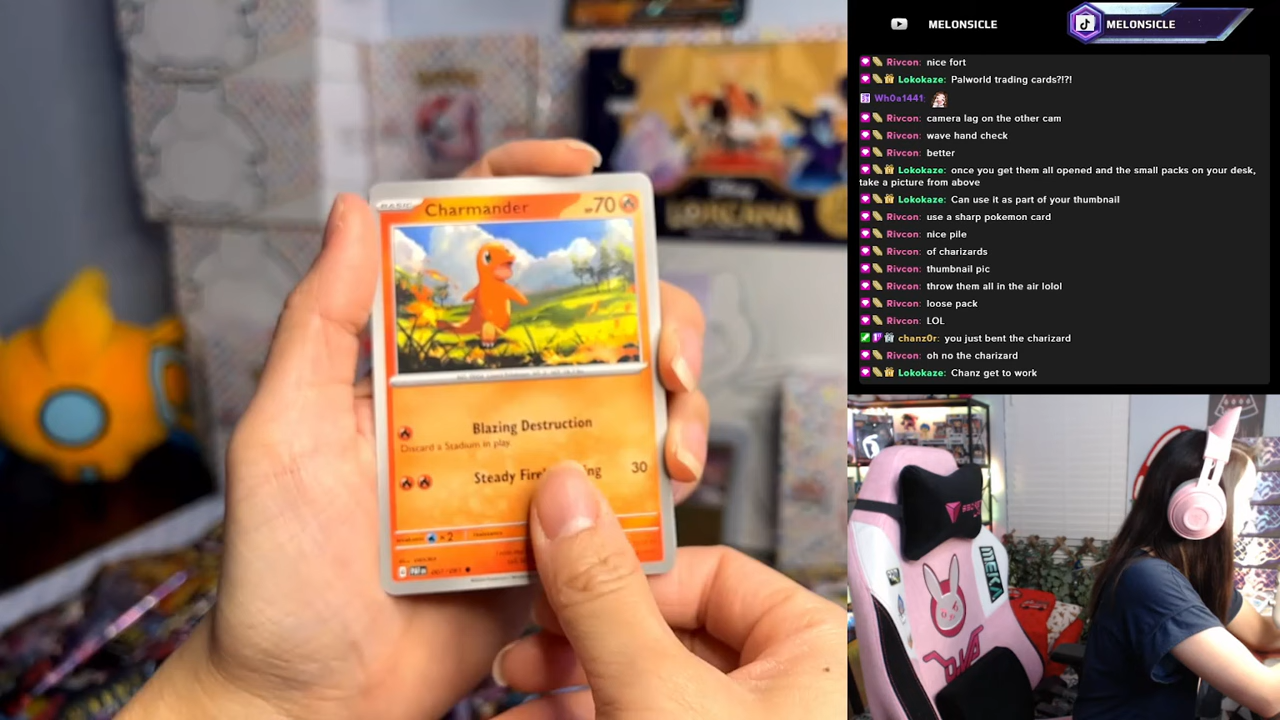 BASIC
Charmander
HP70
Blazing Destruction
Discard a Stadium in play
Steady Fire
30
×2
LORCANA
MELONSICLE
MELONSICLE
Rivcon: nice fort
Lokokaze: Palworld trading cards?!?!
Wh0a1441:
Rivcon: camera lag on the other cam
Rivcon: wave hand check
Rivcon: better
Lokokaze: once you get them all opened and the small packs on your desk,
take a picture from above
Lokokaze: Can use it as part of your thumbnail
Rivcon: use a sharp pokemon card
Rivcon: nice pile
Rivcon: of charizards
Rivcon: thumbnail pic
Rivcon: throw them all in the air lolol
Rivcon: loose pack
Rivcon: LOL
chanz0r: you just bent the charizard
Rivcon: oh no the charizard
Lokokaze: Chanz get to work
MEKA